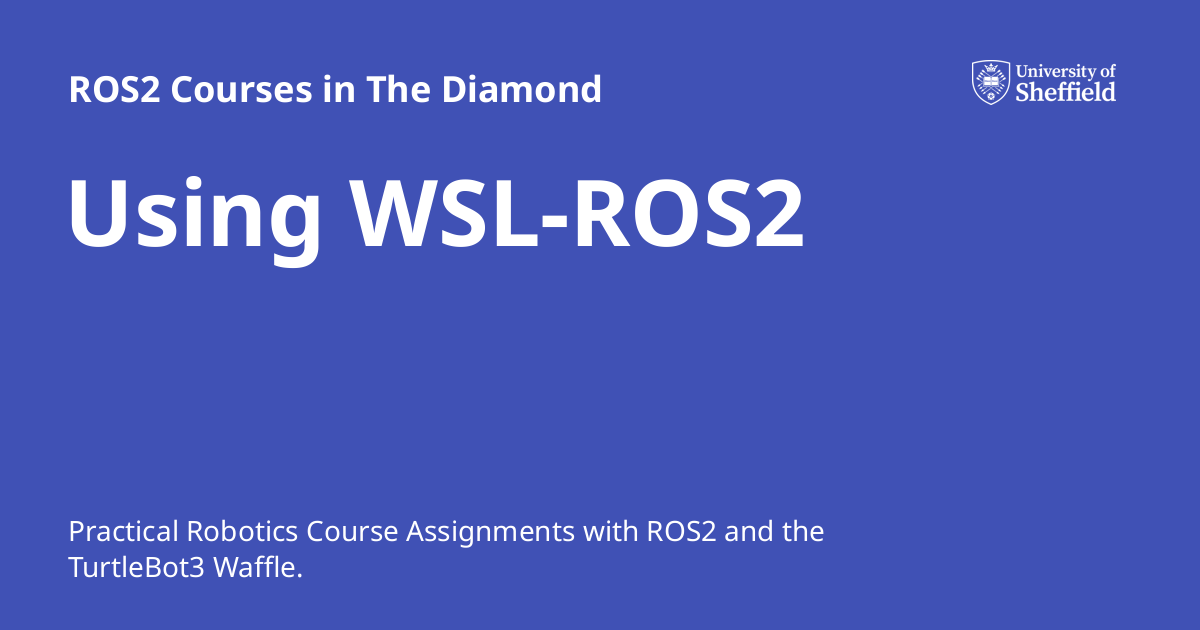 ROS2 Courses in The Diamond
University of
Sheffield
Using WSL-ROS2
Practical Robotics Course Assignments with ROS2 and the
TurtleBot3 Waffle.